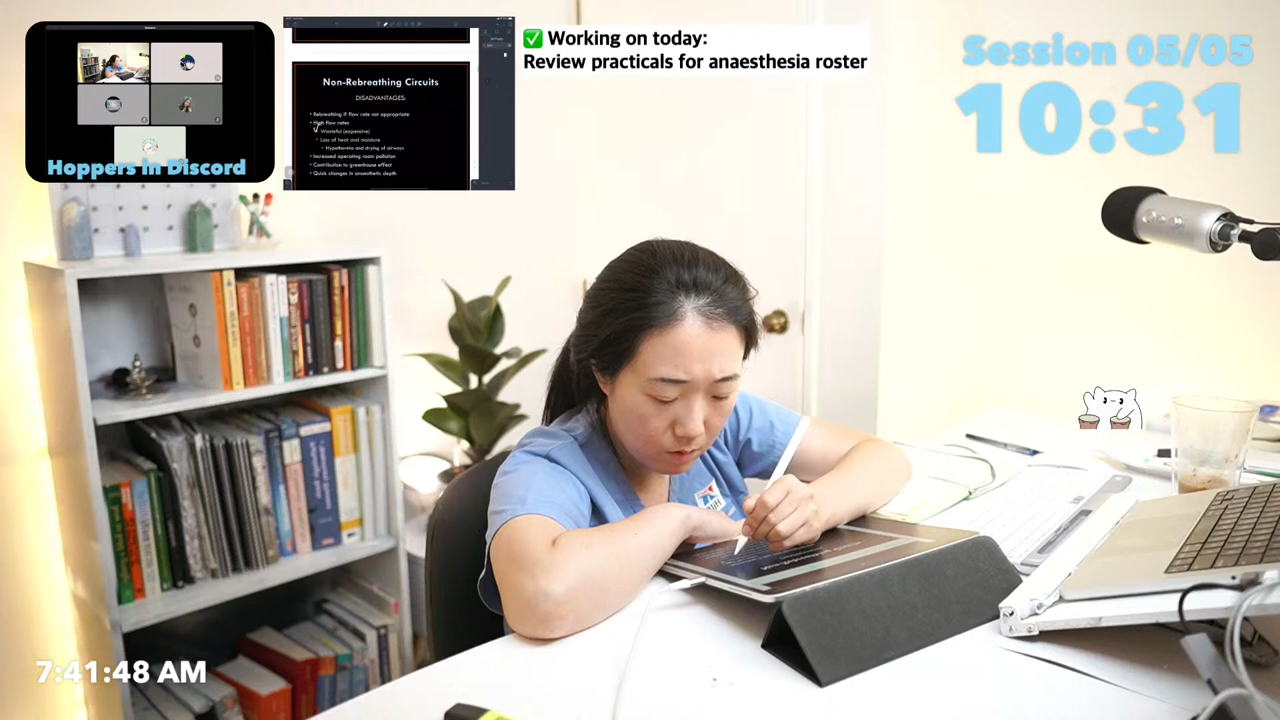 Hoppers in Discord
Non-Rebreathing Circuits
DISADVANTAGES:
• Rebreathing if flow rate not appropriate
• High flow rates
• Wasteful (expensive)
• Loss of heat and moisture
• Hypothermia and drying of airways
• Increased operating room pollution
• Contribution to greenhouse effect
• Quick changes in anaesthetic depth
✅ Working on today:
Review practicals for anaesthesia roster
Session 05/05
10:31
7:41:48 AM